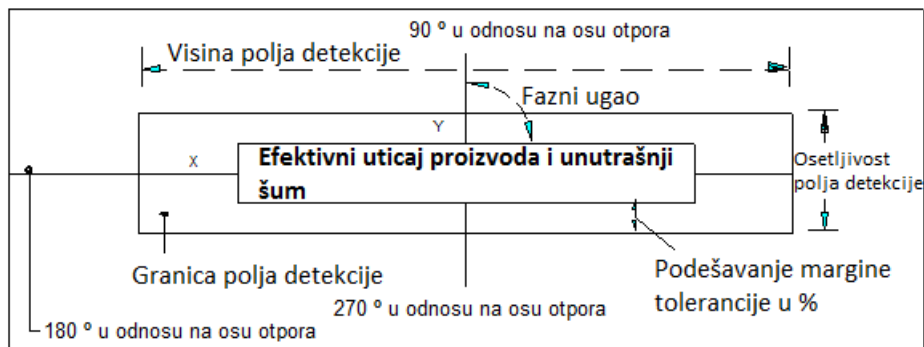 90 º u odnosu na osu otpora
Visina polja detekcije
Fazni ugao
Y
X
Efektivni uticaj proizvoda i unutrašnji
šum
Osetljivost
polja detekcije
Granica polja detekcije
Podešavanje margine
tolerancije u %
270 º u odnosu na osu otpora
180 º u odnosu na osu otpora